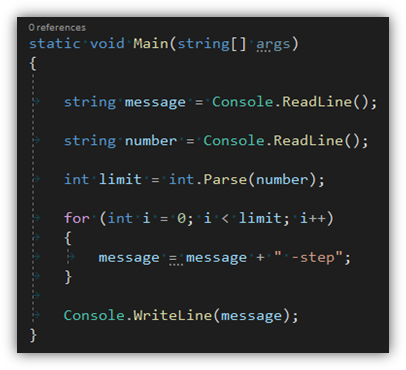 0 references
static void Main(string[] args)
{
string message = Console.ReadLine();
string number = Console.ReadLine();
int limit = int.Parse(number);
for (int i = 0; i < limit; i++)
{
message = message + " -step";
}
Console.WriteLine(message);
}